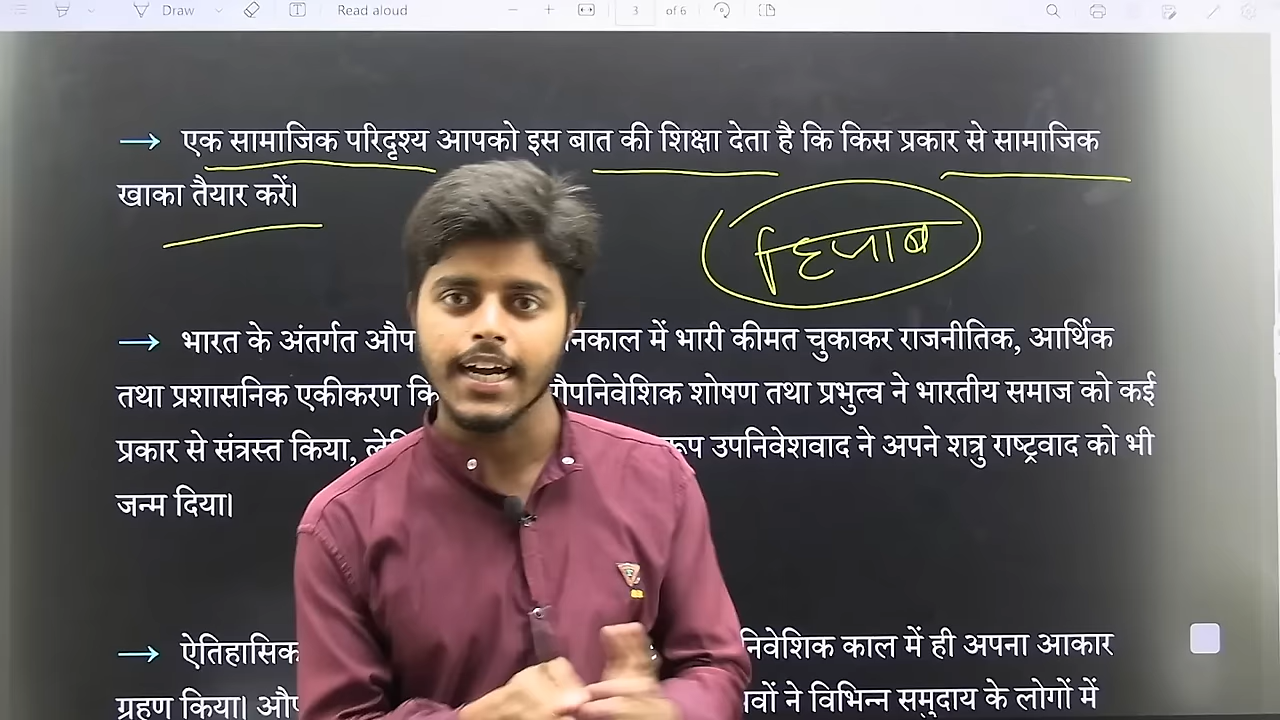 Draw
Read aloud
3 of 6
→ एक सामाजिक परिदृश्य आपको इस बात की शिक्षा देता है कि किस प्रकार से सामाजिक
खाका तैयार करें।
हिजाब
→ भारत के अंतर्गत औप नकाल में भारी कीमत चुकाकर राजनीतिक, आर्थिक
तथा प्रशासनिक एकीकरण कि औपनिवेशिक शोषण तथा प्रभुत्व ने भारतीय समाज को कई
प्रकार से संत्रस्त किया, उपनिवेशवाद ने अपने शत्रु राष्ट्रवाद को भी
जन्म दिया।
→ ऐतिहासिक निवेशिक काल में ही अपना आकार
ग्रहण किया। औप वों ने विभिन्न समुदाय के लोगों में